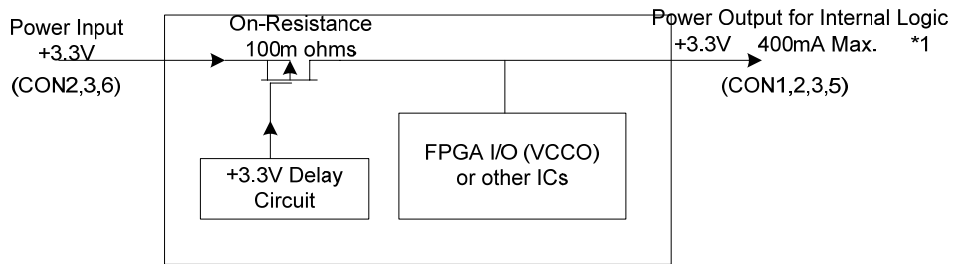 Power Input
+3.3V
(CON2,3,6)
On-Resistance
100m ohms
+3.3V Delay
Circuit
FPGA I/O (VCCO)
or other ICs
Power Output for Internal Logic
+3.3V 400mA Max. *1
(CON1,2,3,5)